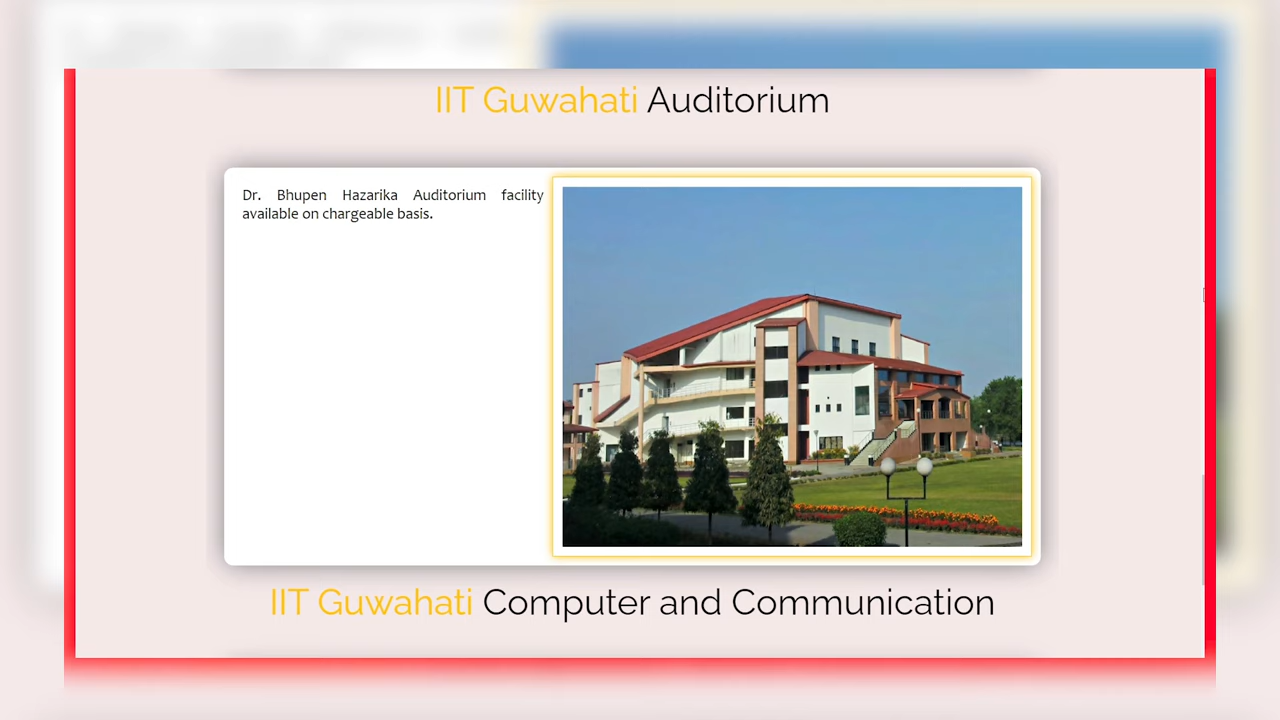 IIT Guwahati Auditorium
Dr. Bhupen Hazarika Auditorium facility
available on chargeable basis.
IIT Guwahati Computer and Communication